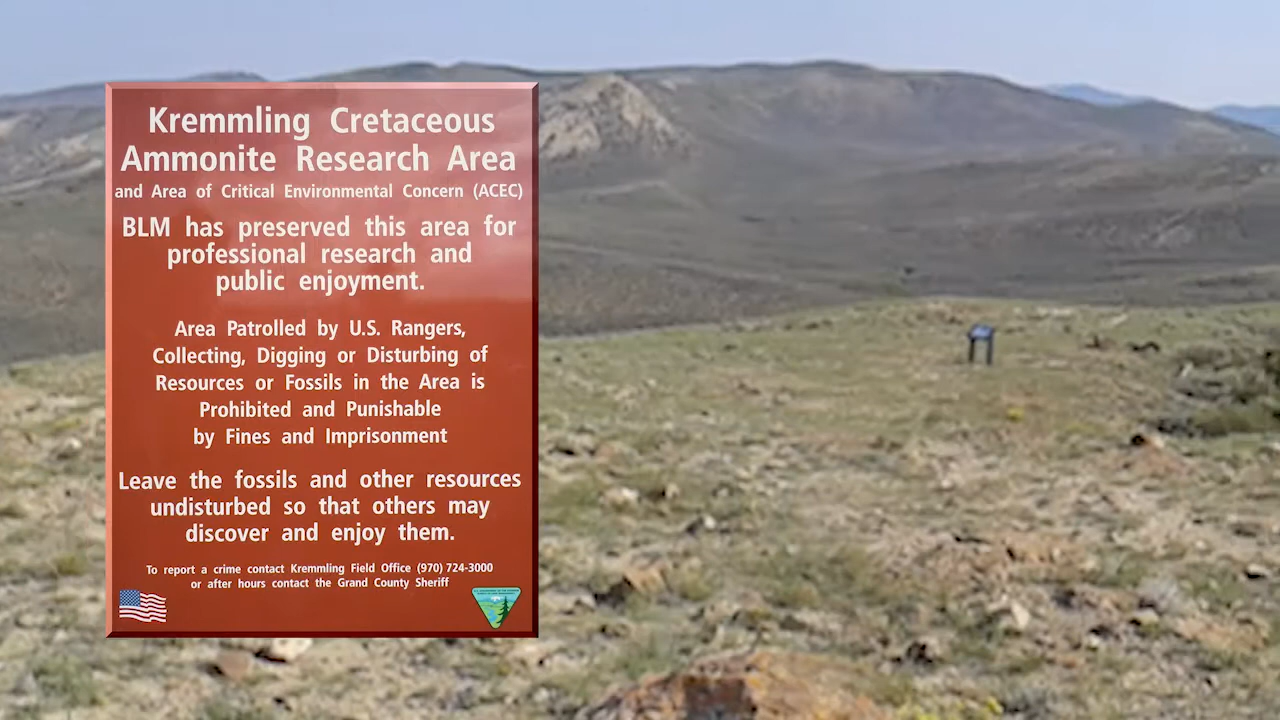 Kremmling Cretaceous
Ammonite Research Area
and Area of Critical Environmental Concern (ACEC)
BLM has preserved this area for
professional research and
public enjoyment.
Area Patrolled by U.S. Rangers,
Collecting, Digging or Disturbing of
Resources or Fossils in the Area is
Prohibited and Punishable
by Fines and Imprisonment
Leave the fossils and other resources
undisturbed so that others may
discover and enjoy them.
To report a crime contact Kremmling Field Office (970) 724-3000
or after hours contact the Grand County Sheriff